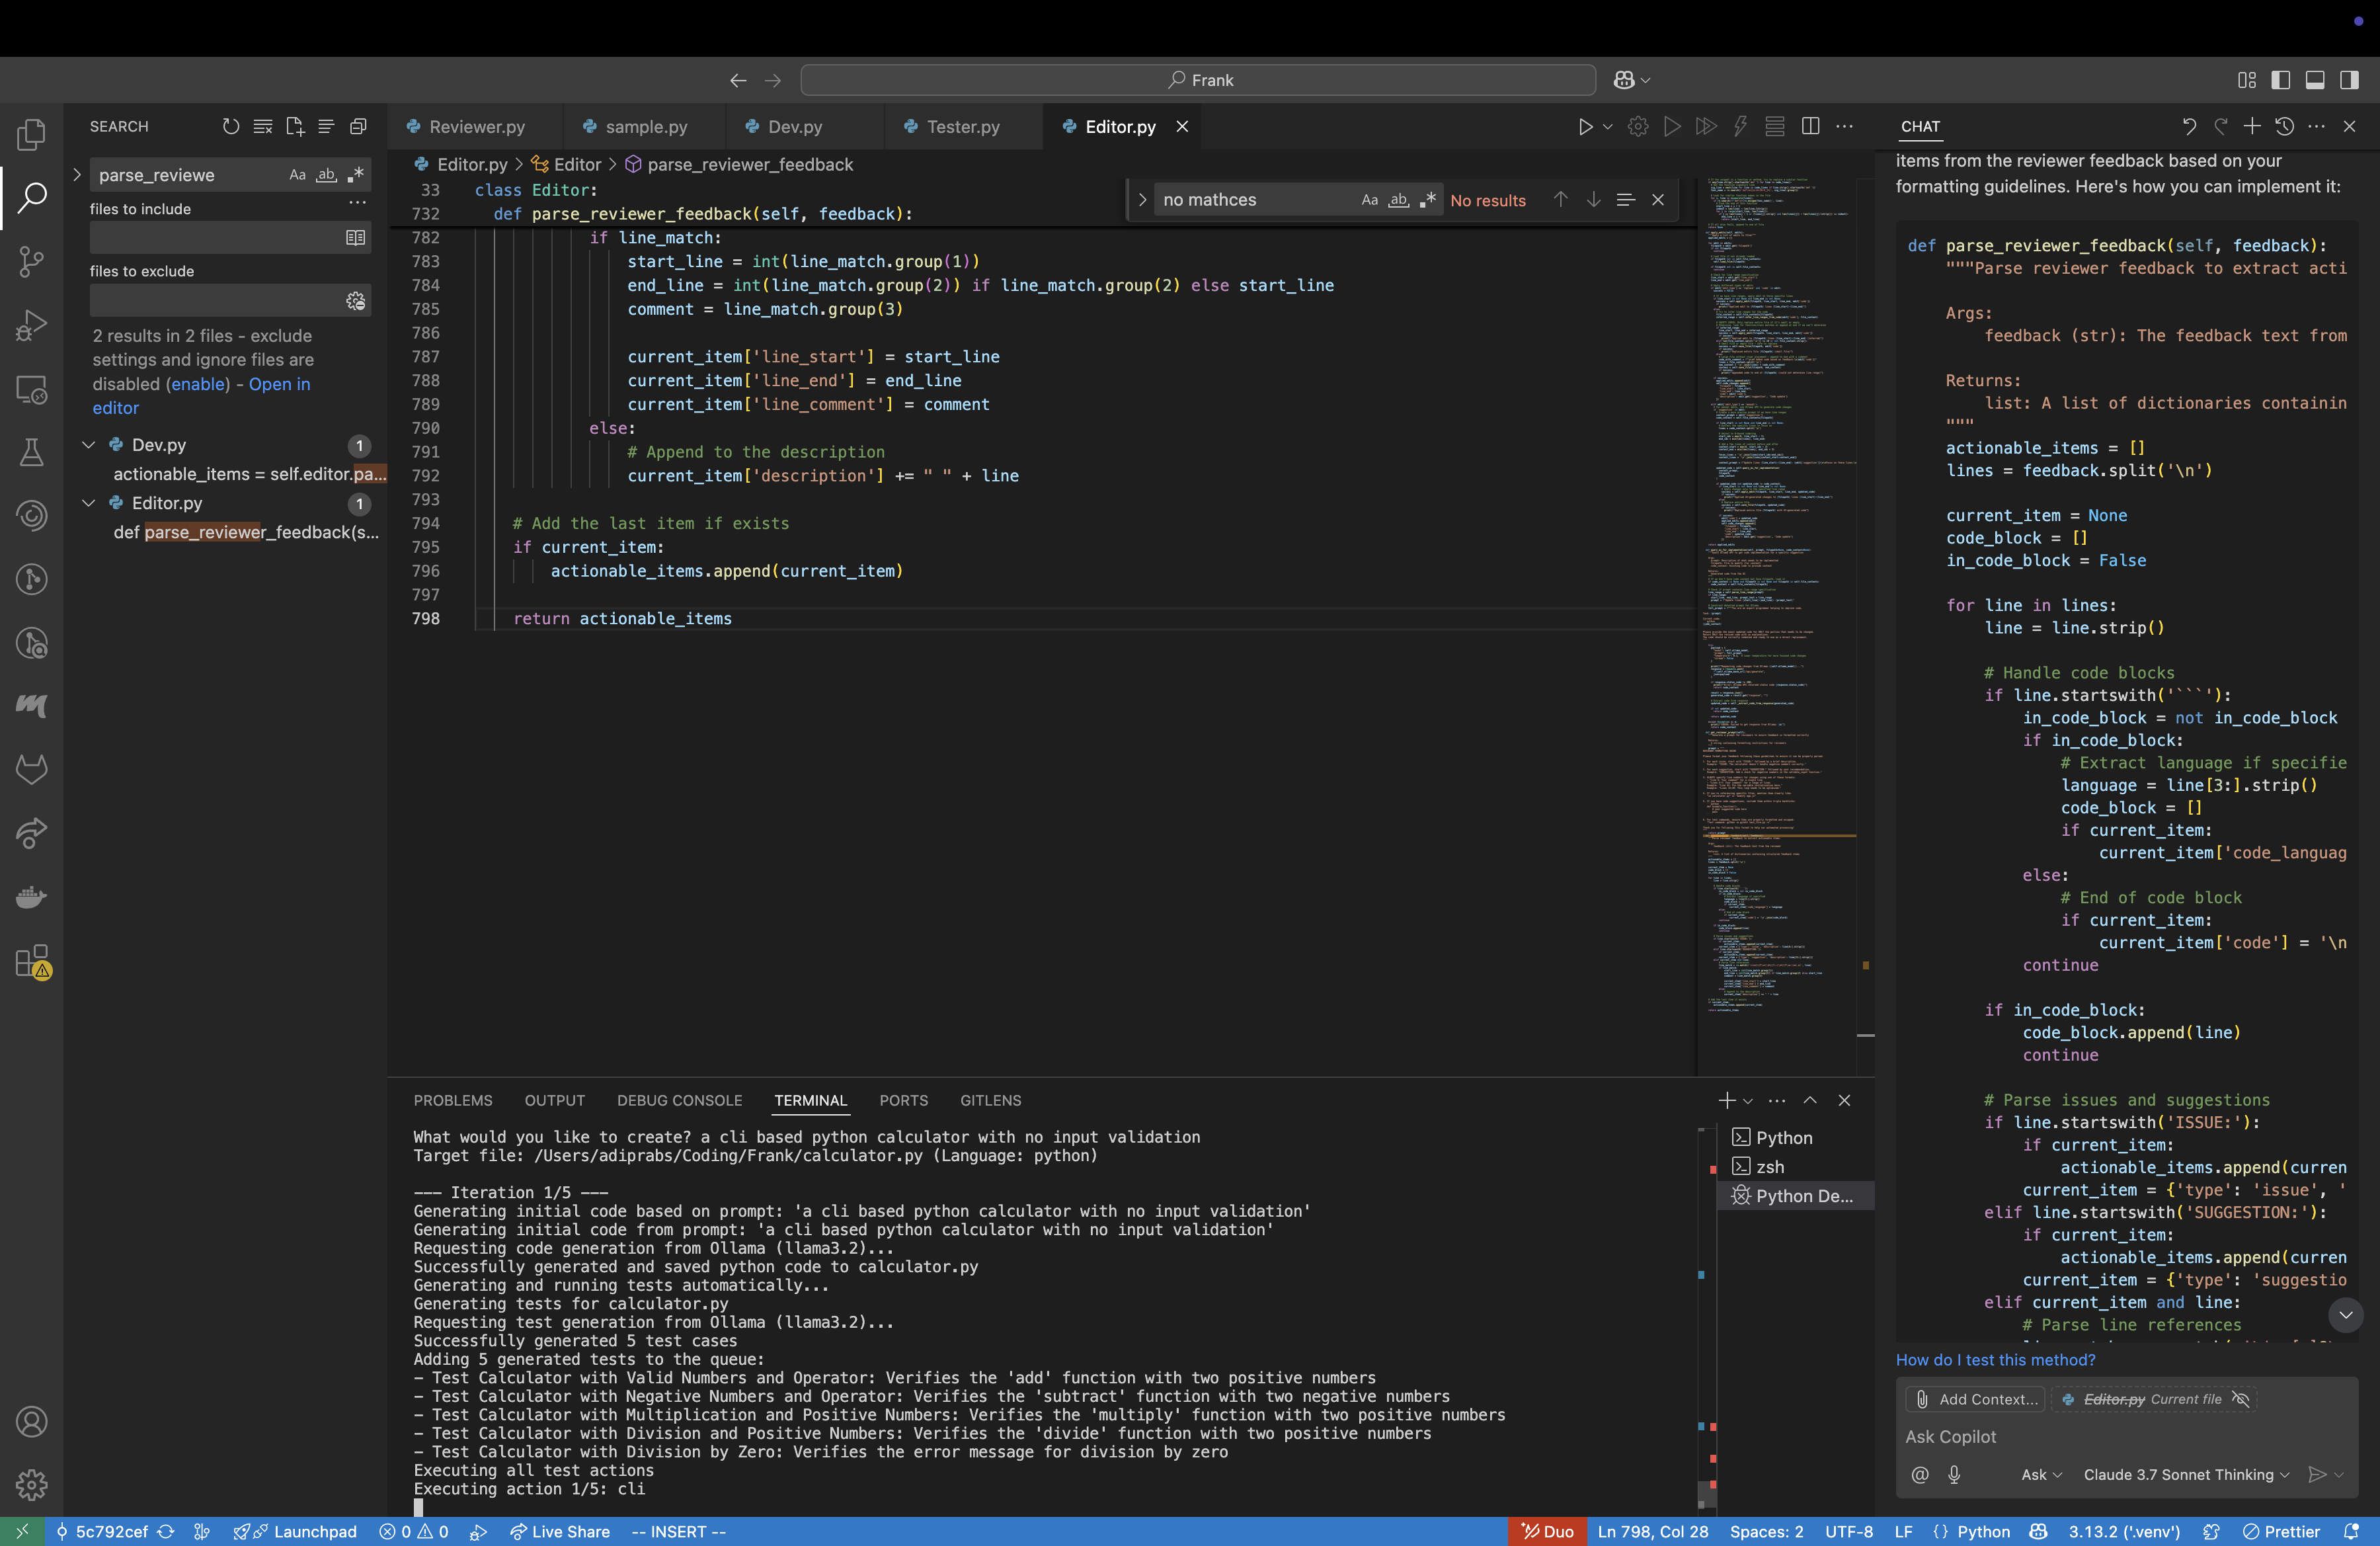 Frank
SEARCH
parse_reviewe
Aa
ab
files to include
files to exclude
2 results in 2 files - exclude
settings and ignore files are
disabled (enable) - Open in
editor
Dev.py
1
actionable_items = self.editor.pa...
Editor.py
1
def parse_reviewer_feedback(s...
Reviewer.py
sample.py
Dev.py
Tester.py
Editor.py
Editor.py > Editor > parse_reviewer_feedback
no mathces
Aa
ab
No results
33 class Editor:
732 def parse_reviewer_feedback(self, feedback):
782 if line_match:
783 start_line = int(line_match.group(1))
784 end_line = int(line_match.group(2)) if line_match.group(2) else start_line
785 comment = line_match.group(3)
786
787 current_item['line_start'] = start_line
788 current_item['line_end'] = end_line
789 current_item['line_comment'] = comment
790 else:
791 # Append to the description
792 current_item['description'] += " " + line
793
794 # Add the last item if exists
795 if current_item:
796 actionable_items.append(current_item)
797
798 return actionable_items
PROBLEMS OUTPUT DEBUG CONSOLE TERMINAL PORTS GITLENS
What would you like to create? a cli based python calculator with no input validation
Target file: /Users/adiprabs/Coding/Frank/calculator.py (Language: python)
--- Iteration 1/5 ---
Generating initial code based on prompt: 'a cli based python calculator with no input validation'
Generating initial code from prompt: 'a cli based python calculator with no input validation'
Requesting code generation from Ollama (llama3.2)...
Successfully generated and saved python code to calculator.py
Generating and running tests automatically...
Generating tests for calculator.py
Requesting test generation from Ollama (llama3.2)...
Successfully generated 5 test cases
Adding 5 generated tests to the queue:
- Test Calculator with Valid Numbers and Operator: Verifies the 'add' function with two positive numbers
- Test Calculator with Negative Numbers and Operator: Verifies the 'subtract' function with two negative numbers
- Test Calculator with Multiplication and Positive Numbers: Verifies the 'multiply' function with two positive numbers
- Test Calculator with Division and Positive Numbers: Verifies the 'divide' function with two positive numbers
- Test Calculator with Division by Zero: Verifies the error message for division by zero
Executing all test actions
Executing action 1/5: cli
Python
zsh
Python De...
CHAT
items from the reviewer feedback based on your
formatting guidelines. Here's how you can implement it:
def parse_reviewer_feedback(self, feedback):
"""Parse reviewer feedback to extract acti
Args:
feedback (str): The feedback text from
Returns:
list: A list of dictionaries containin
"""
actionable_items = []
lines = feedback.split('\n')
current_item = None
code_block = []
in_code_block = False
for line in lines:
line = line.strip()
# Handle code blocks
if line.startswith('```'):
in_code_block = not in_code_block
if in_code_block:
# Extract language if specifie
language = line[3:].strip()
code_block = []
if current_item:
current_item['code_languag
else:
# End of code block
if current_item:
current_item['code'] = '\n
continue
if in_code_block:
code_block.append(line)
continue
# Parse issues and suggestions
if line.startswith('ISSUE:'):
if current_item:
actionable_items.append(curren
current_item = {'type': 'issue', '
elif line.startswith('SUGGESTION:'):
if current_item:
actionable_items.append(curren
current_item = {'type': 'suggestio
elif current_item and line:
# Parse line references
How do I test this method?
Add Context...
Editor.py Current file
Ask Copilot
Ask
Claude 3.7 Sonnet Thinking
5c792cef
Launchpad
0 0
Live Share
-- INSERT --
Duo
Ln 798, Col 28
Spaces: 2
UTF-8
LF
{} Python
3.13.2 ('.venv')
Prettier